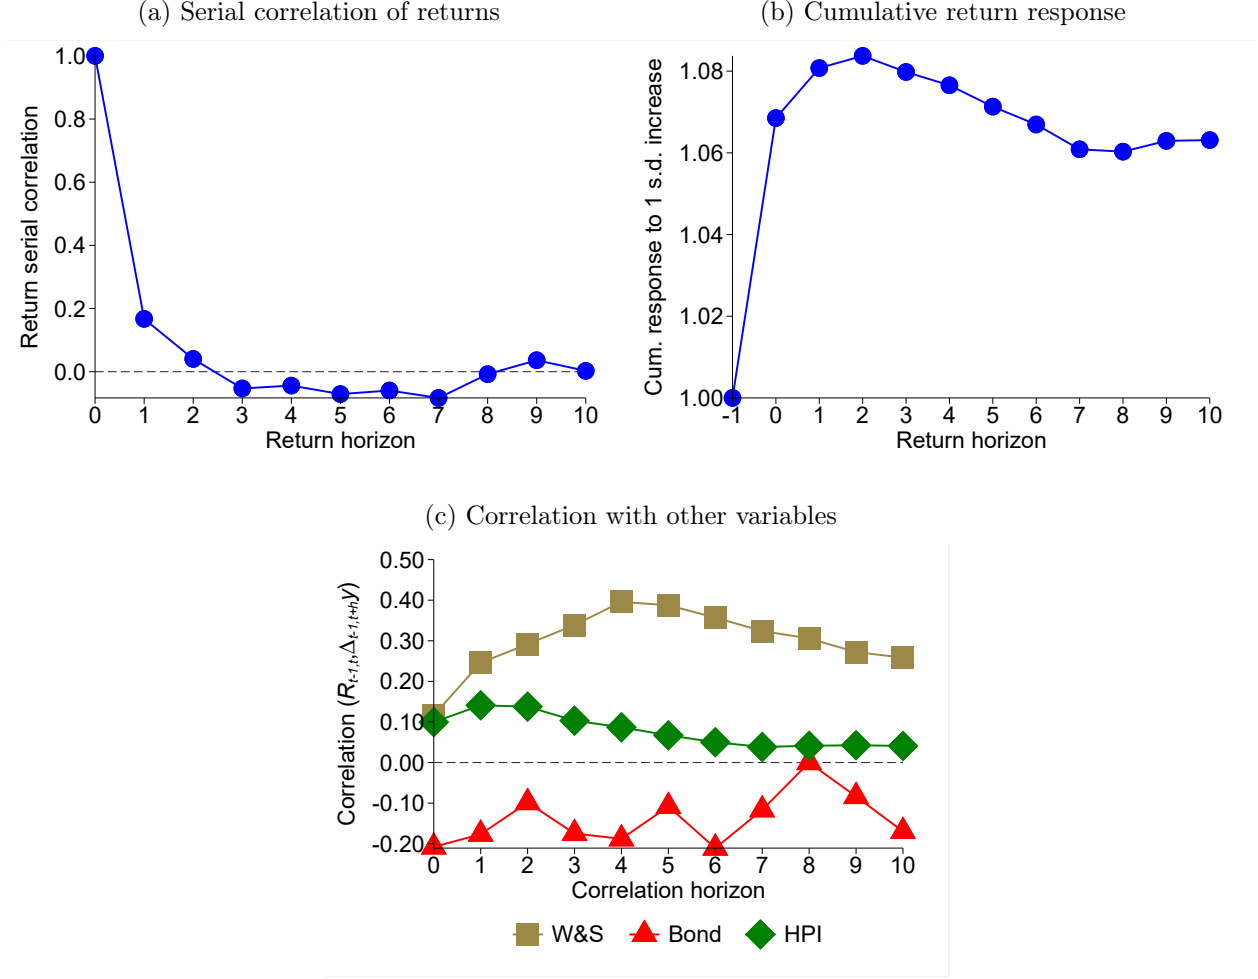 (a) Serial correlation of returns
Return serial correlation
1.0
0.8
0.6
0.4
0.2
0.0
0 1 2 3 4 5 6 7 8 9 10
Return horizon
(b) Cumulative return response
Cum. response to 1 s.d. increase
1.08
1.06
1.04
1.02
1.00
-1 0 1 2 3 4 5 6 7 8 9 10
Return horizon
(c) Correlation with other variables
Correlation (R_{t-1,t},Δ_{t-1,t+h}y)
0.50
0.40
0.30
0.20
0.10
0.00
-0.10
-0.20
0 1 2 3 4 5 6 7 8 9 10
Correlation horizon
W&S Bond HPI